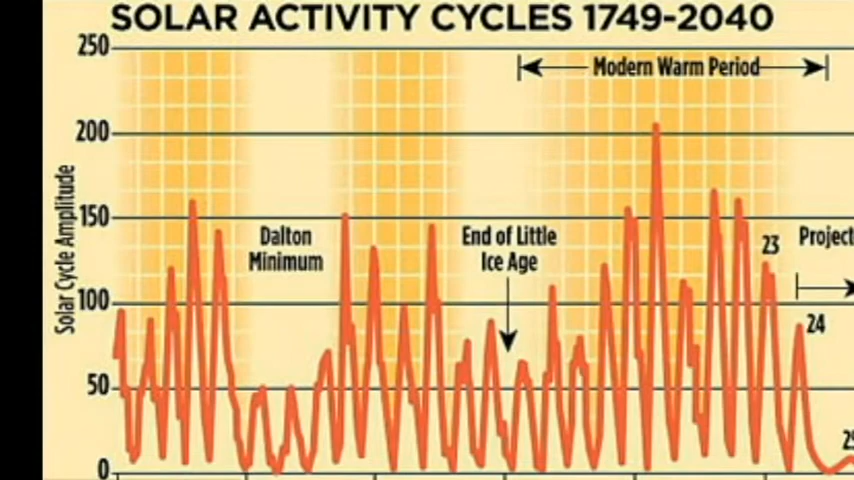 SOLAR ACTIVITY CYCLES 1749-2040
250
200
150
100
50
0
Solar Cycle Amplitude
Modern Warm Period
Dalton
Minimum
End of Little
Ice Age
23
Project
24